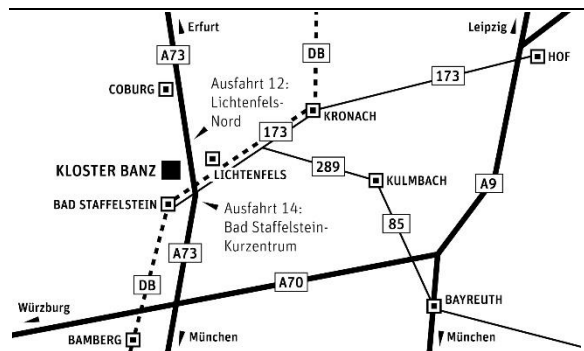 Erfurt
Leipzig
A73
DB
HOF
173
COBURG
Ausfahrt 12:
Lichtenfels-
Nord
KRONACH
173
KLOSTER BANZ
LICHTENFELS
289
KULMBACH
A9
BAD STAFFELSTEIN
Ausfahrt 14:
Bad Staffelstein-
Kurzentrum
85
A73
DB
A70
Würzburg
BAYREUTH
BAMBERG
München
München